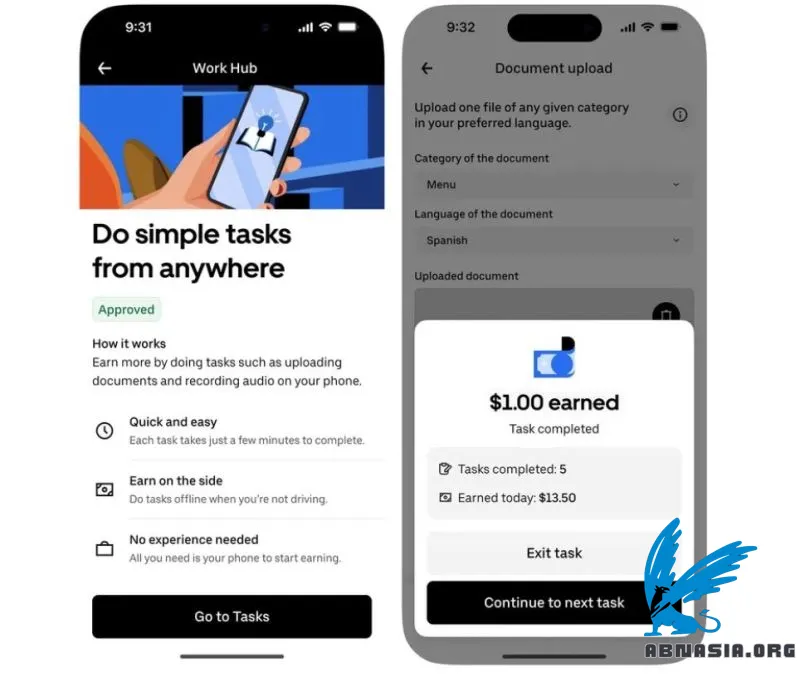 9:31
Work Hub
Do simple tasks
from anywhere
Approved
How it works
Earn more by doing tasks such as uploading
documents and recording audio on your phone.
Quick and easy
Each task takes just a few minutes to complete.
Earn on the side
Do tasks offline when you're not driving.
No experience needed
All you need is your phone to start earning.
Go to Tasks
9:32
Document upload
Upload one file of any given category
in your preferred language.
Category of the document
Menu
Language of the document
Spanish
Uploaded document
$1.00 earned
Task completed
Tasks completed: 5
Earned today: $13.50
Exit task
Continue to next task
ABNASIA.ORG